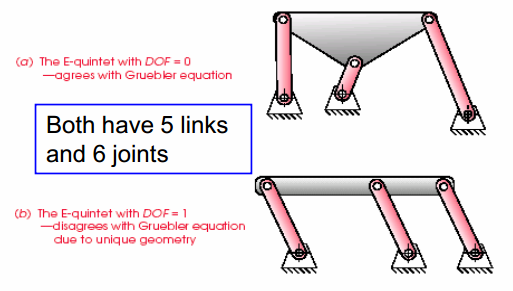 (a) The E-quintet with DOF = 0
—agrees with Gruebler equation
Both have 5 links
and 6 joints
(b) The E-quintet with DOF = 1
—disagrees with Gruebler equation
due to unique geometry